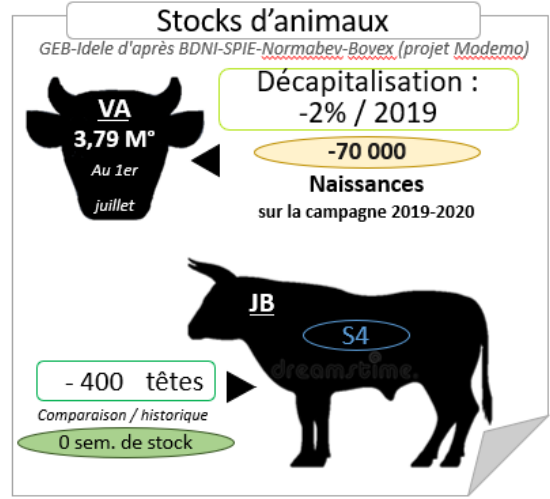 Stocks d'animaux
GEB-Idele d'après BDNI-SPIE-Normabev-Bovex (projet Modemo)
VA
3,79 M°
Au 1er
juillet
Décapitalisation :
-2% / 2019
-70 000
Naissances
sur la campagne 2019-2020
JB
S4
dreamstime.
- 400 têtes
Comparaison / historique
0 sem. de stock